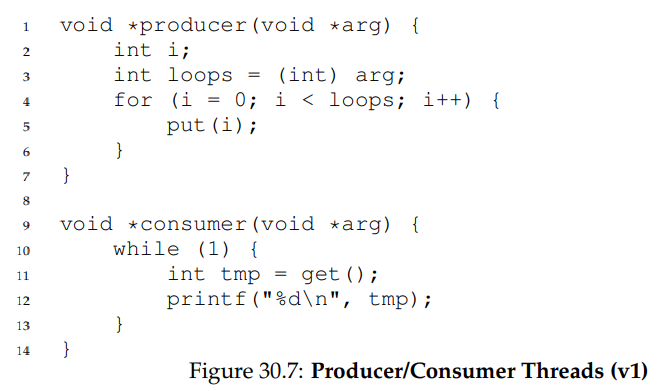 1 void *producer(void *arg) {
2 int i;
3 int loops = (int) arg;
4 for (i = 0; i < loops; i++) {
5 put(i);
6 }
7 }
8
9 void *consumer(void *arg) {
10 while (1) {
11 int tmp = get();
12 printf("%d\n", tmp);
13 }
14 }
Figure 30.7: Producer/Consumer Threads (v1)